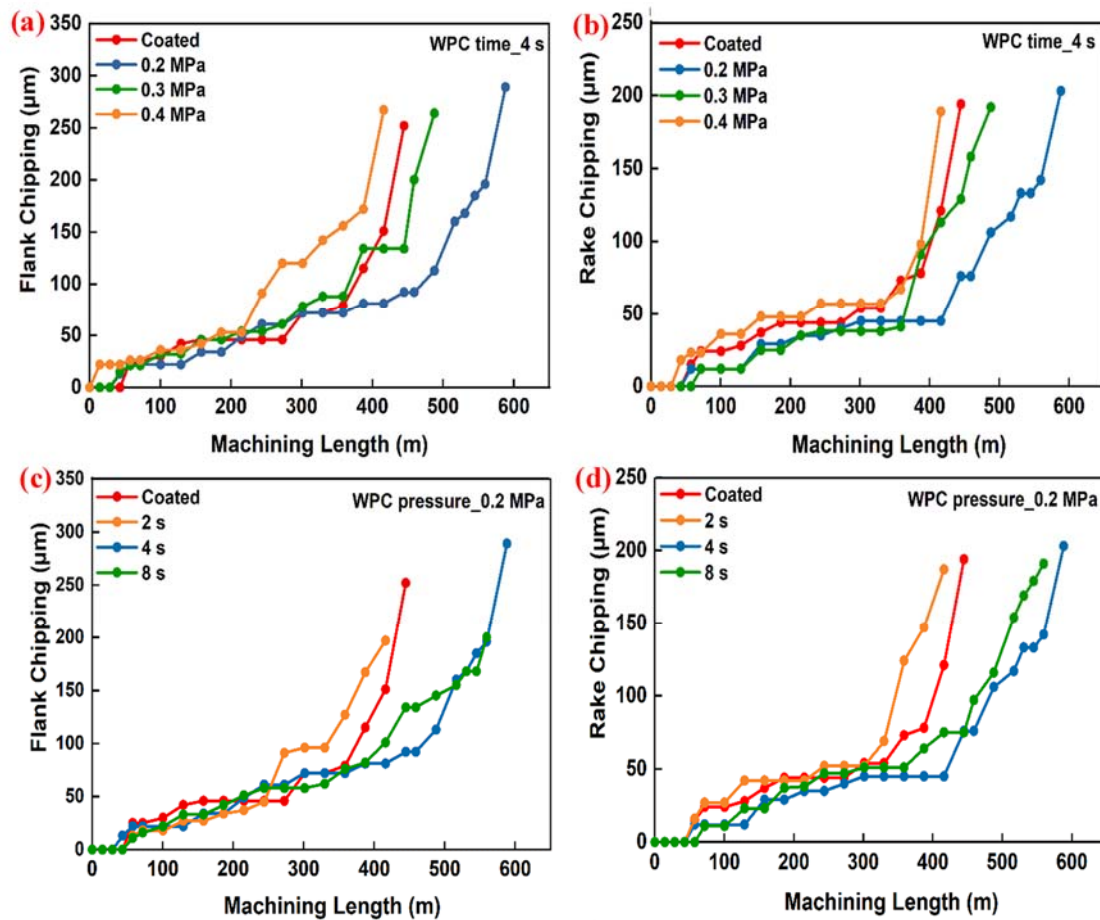 (a)
350
300
250
200
150
100
50
0
Flank Chipping (µm)
Coated
0.2 MPa
0.3 MPa
0.4 MPa
WPC time_4 s
0 100 200 300 400 500 600
Machining Length (m)
(b)
250
200
150
100
50
0
Rake Chipping (µm)
Coated
0.2 MPa
0.3 MPa
0.4 MPa
WPC time_4 s
0 100 200 300 400 500 600
Machining Length (m)
(c)
350
300
250
200
150
100
50
0
Flank Chipping (µm)
Coated
2 s
4 s
8 s
WPC pressure_0.2 MPa
0 100 200 300 400 500 600
Machining Length (m)
(d)
250
200
150
100
50
0
Rake Chipping (µm)
Coated
2 s
4 s
8 s
WPC pressure_0.2 MPa
0 100 200 300 400 500 600
Machining Length (m)